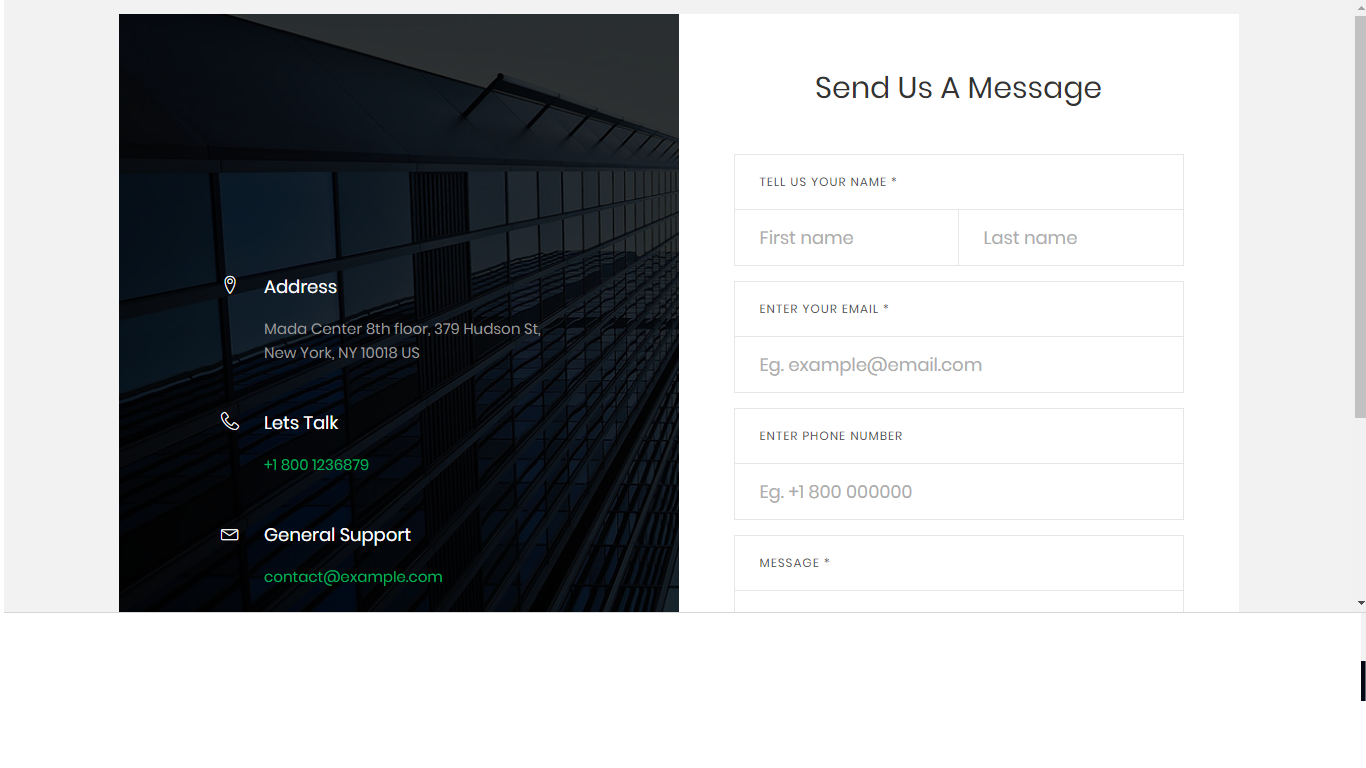 Address
Mada Center 8th floor, 379 Hudson St,
New York, NY 10018 US
Lets Talk
+1 800 1236879
General Support
contact@example.com
Send Us A Message
TELL US YOUR NAME *
First name
Last name
ENTER YOUR EMAIL *
Eg. example@email.com
ENTER PHONE NUMBER
Eg. +1 800 000000
MESSAGE *